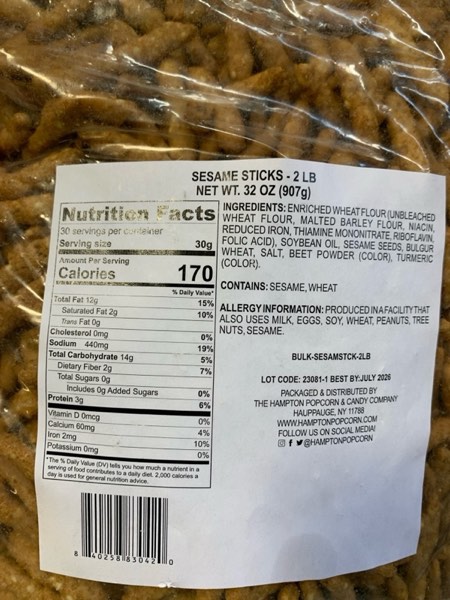 SESAME STICKS - 2 LB
NET WT. 32 OZ (907g)
Nutrition Facts
30 servings per container
Serving size 30g
Amount Per Serving
Calories 170
% Daily Value*
Total Fat 12g 15%
Saturated Fat 2g 10%
Trans Fat 0g
Cholesterol 0mg 0%
Sodium 440mg 19%
Total Carbohydrate 14g 5%
Dietary Fiber 2g 7%
Total Sugars 0g
Includes 0g Added Sugars 0%
Protein 3g 6%
Vitamin D 0mcg 0%
Calcium 60mg 4%
Iron 2mg 10%
Potassium 0mg 0%
*The % Daily Value (DV) tells you how much a nutrient in a
serving of food contributes to a daily diet. 2,000 calories a
day is used for general nutrition advice.
INGREDIENTS: ENRICHED WHEAT FLOUR (UNBLEACHED
WHEAT FLOUR, MALTED BARLEY FLOUR, NIACIN,
REDUCED IRON, THIAMINE MONONITRATE, RIBOFLAVIN,
FOLIC ACID), SOYBEAN OIL, SESAME SEEDS, BULGUR
WHEAT, SALT, BEET POWDER (COLOR), TURMERIC
(COLOR).
CONTAINS: SESAME, WHEAT
ALLERGY INFORMATION: PRODUCED IN A FACILITY THAT
ALSO USES MILK, EGGS, SOY, WHEAT, PEANUTS, TREE
NUTS, SESAME.
BULK-SESAMSTCK-2LB
LOT CODE: 23081-1 BEST BY:JULY 2026
PACKAGED & DISTRIBUTED BY
THE HAMPTON POPCORN & CANDY COMPANY
HAUPPAUGE, NY 11788
WWW.HAMPTONPOPCORN.COM
FOLLOW US ON SOCIAL MEDIA!
@HAMPTONPOPCORN
8 40258 83042 0